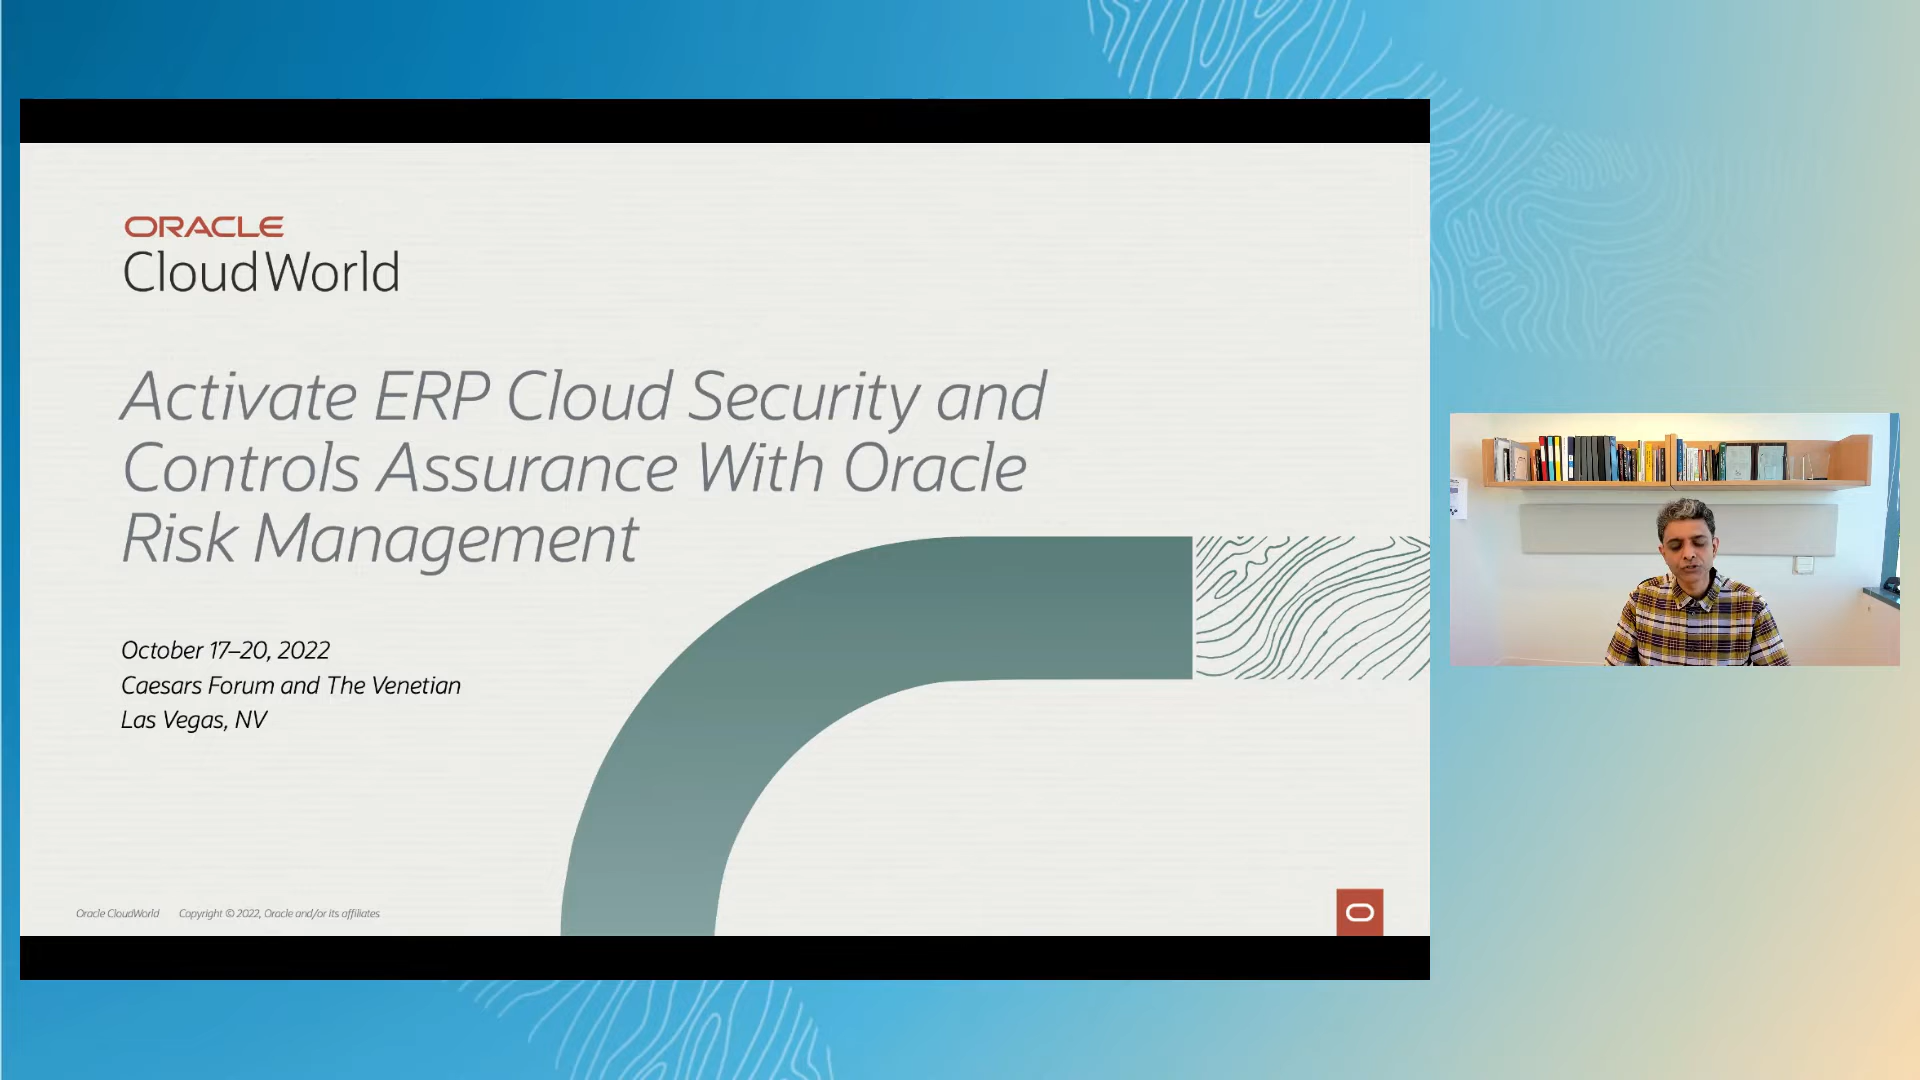 ORACLE
CloudWorld
Activate ERP Cloud Security and
Controls Assurance With Oracle
Risk Management
October 17–20, 2022
Caesars Forum and The Venetian
Las Vegas, NV
Oracle CloudWorld Copyright © 2022, Oracle and/or its affiliates